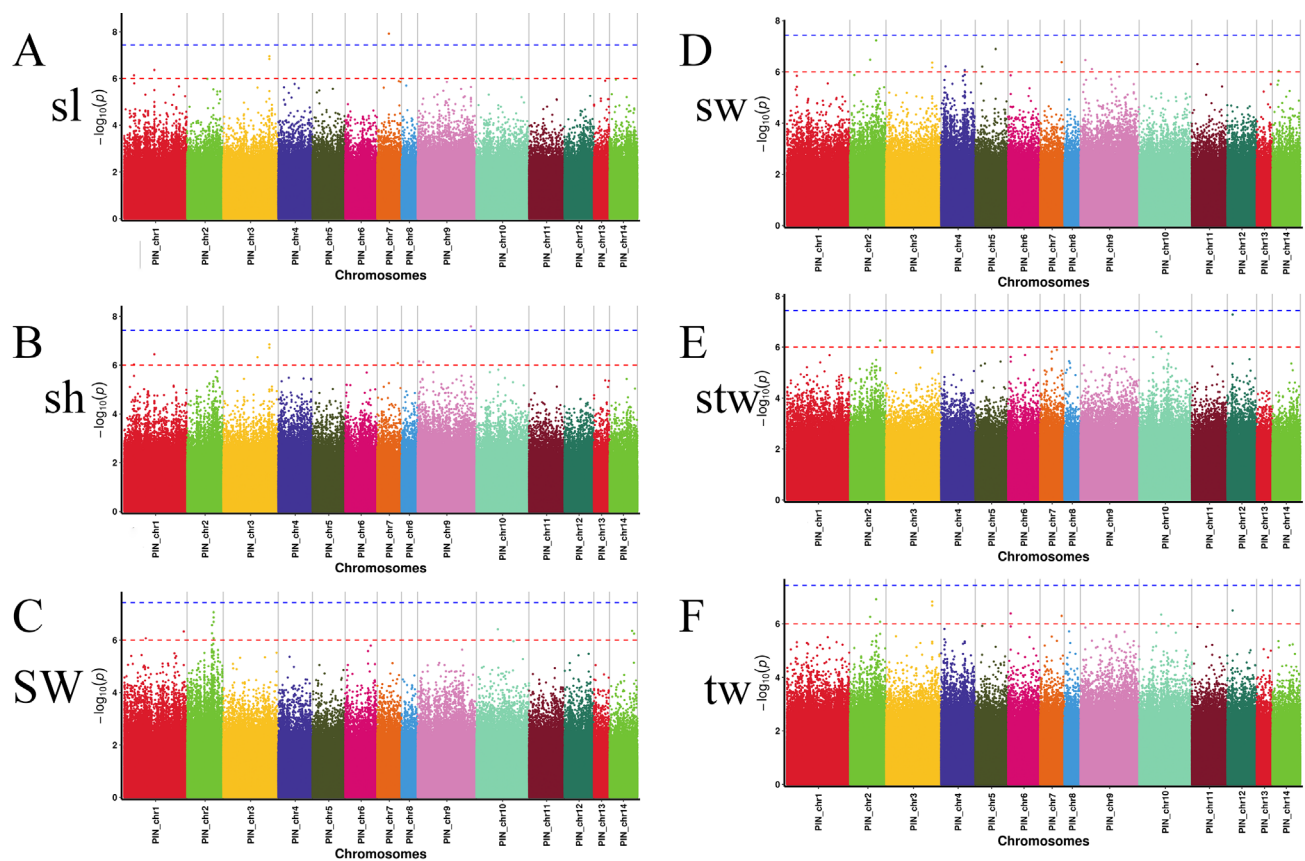 A
sl
8
6
4
2
0
−log10(p)
PIN_chr1
PIN_chr2
PIN_chr3
PIN_chr4
PIN_chr5
PIN_chr6
PIN_chr7
PIN_chr8
PIN_chr9
PIN_chr10
PIN_chr11
PIN_chr12
PIN_chr13
PIN_chr14
Chromosomes
B
sh
8
6
4
2
0
−log10(p)
PIN_chr1
PIN_chr2
PIN_chr3
PIN_chr4
PIN_chr5
PIN_chr6
PIN_chr7
PIN_chr8
PIN_chr9
PIN_chr10
PIN_chr11
PIN_chr12
PIN_chr13
PIN_chr14
Chromosomes
C
SW
6
4
2
0
−log10(p)
PIN_chr1
PIN_chr2
PIN_chr3
PIN_chr4
PIN_chr5
PIN_chr6
PIN_chr7
PIN_chr8
PIN_chr9
PIN_chr10
PIN_chr11
PIN_chr12
PIN_chr13
PIN_chr14
Chromosomes
D
sw
8
6
4
2
0
−log10(p)
PIN_chr1
PIN_chr2
PIN_chr3
PIN_chr4
PIN_chr5
PIN_chr6
PIN_chr7
PIN_chr8
PIN_chr9
PIN_chr10
PIN_chr11
PIN_chr12
PIN_chr13
PIN_chr14
Chromosomes
E
stw
8
6
4
2
0
−log10(p)
PIN_chr1
PIN_chr2
PIN_chr3
PIN_chr4
PIN_chr5
PIN_chr6
PIN_chr7
PIN_chr8
PIN_chr9
PIN_chr10
PIN_chr11
PIN_chr12
PIN_chr13
PIN_chr14
Chromosomes
F
tw
6
4
2
0
−log10(p)
PIN_chr1
PIN_chr2
PIN_chr3
PIN_chr4
PIN_chr5
PIN_chr6
PIN_chr7
PIN_chr8
PIN_chr9
PIN_chr10
PIN_chr11
PIN_chr12
PIN_chr13
PIN_chr14
Chromosomes